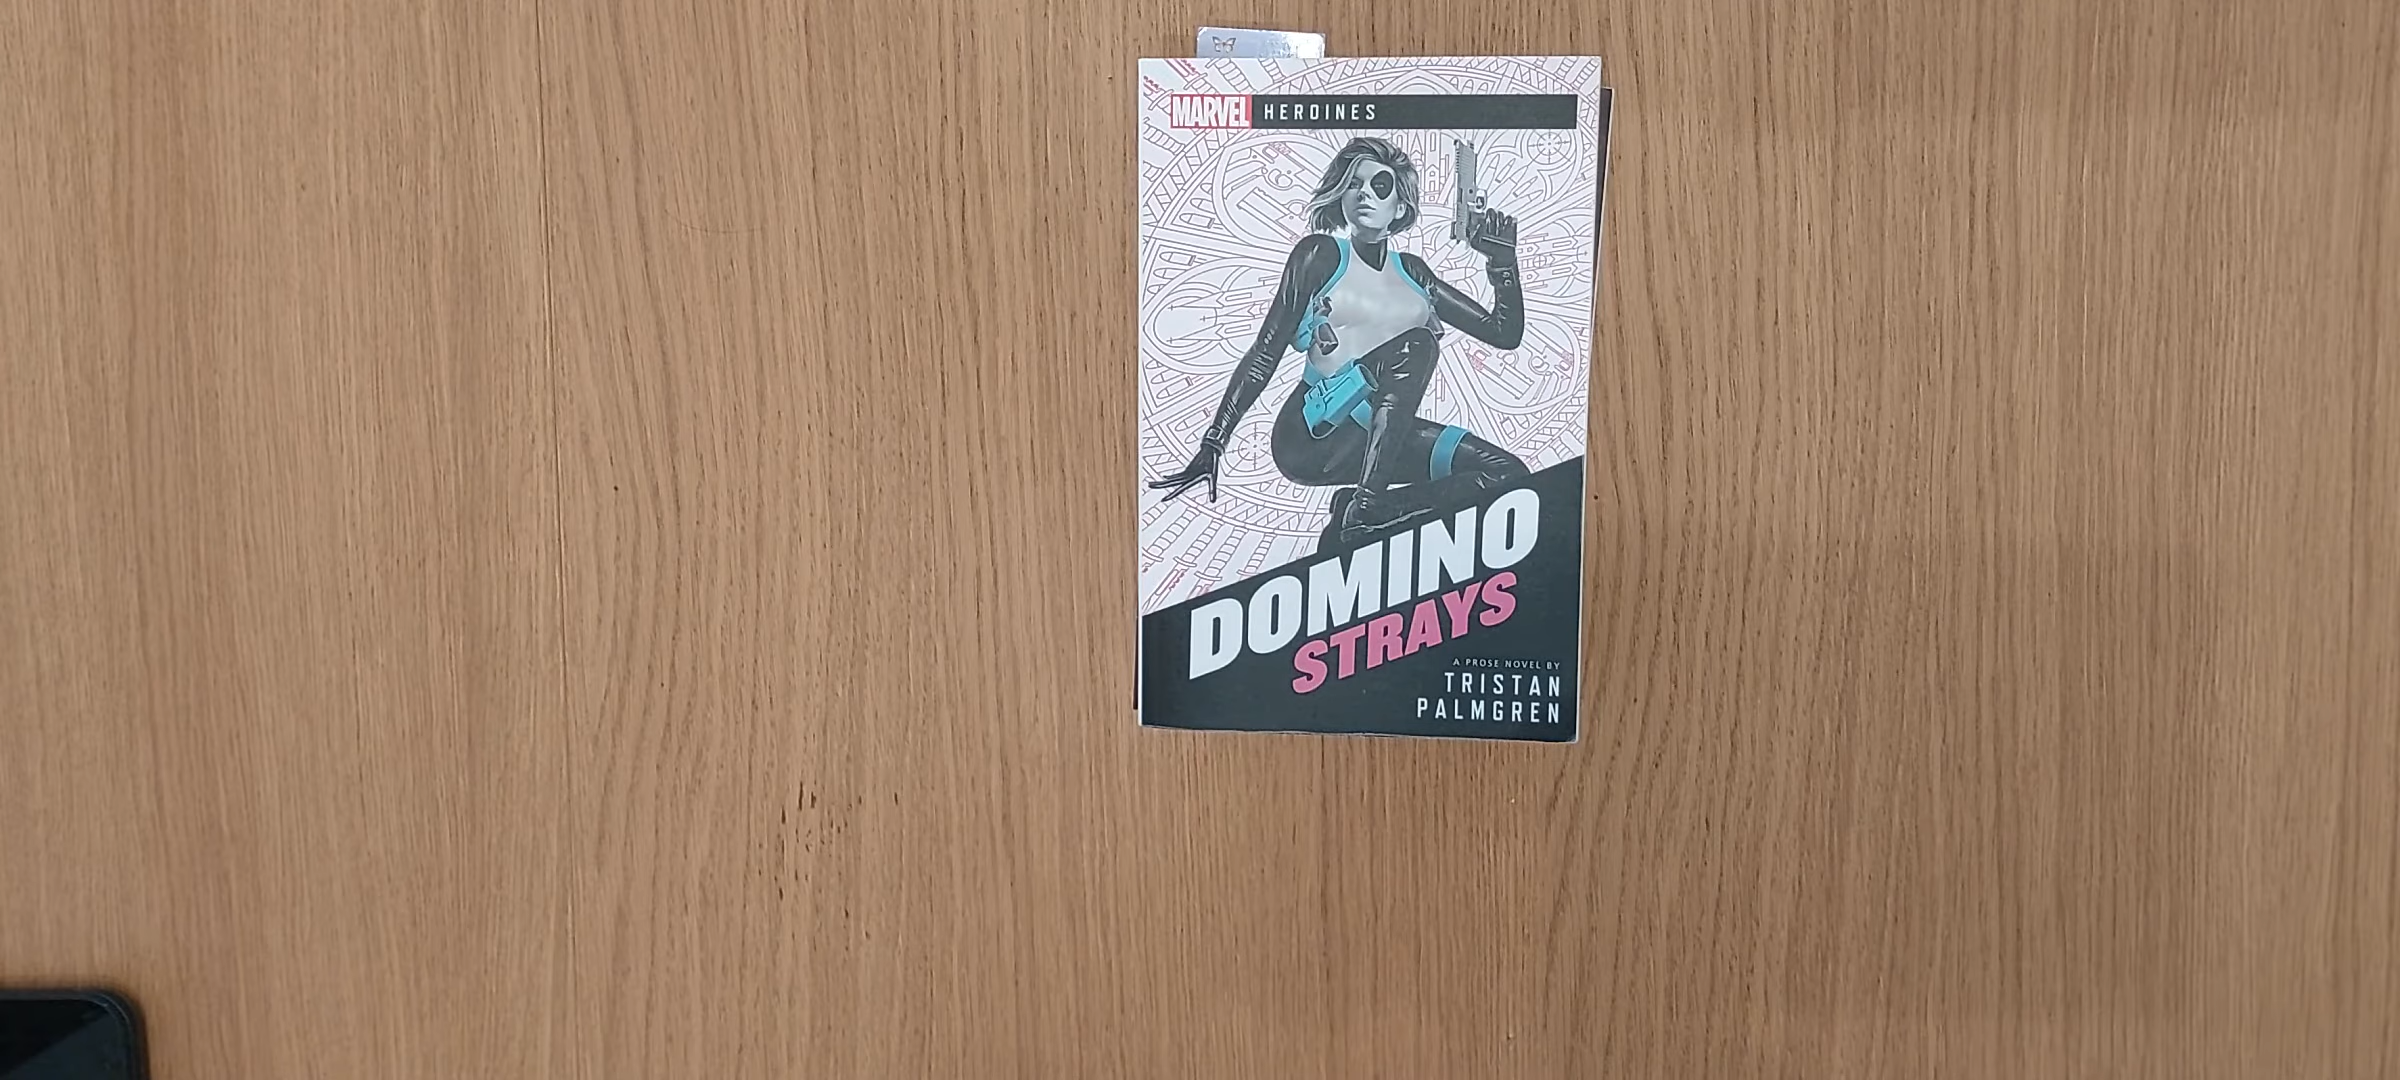 MARVEL HEROINES
DOMINO
STRAYS
A PROSE NOVEL BY
TRISTAN
PALMGREN